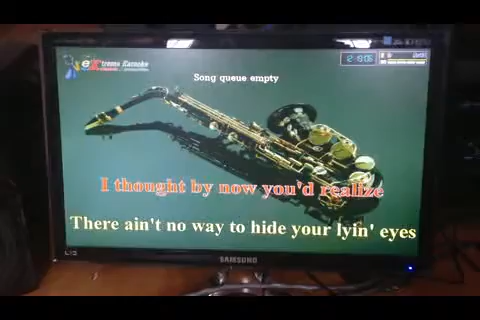 eXtreme Karaoke
Song queue empty
I thought by now you'd realize
There ain't no way to hide your lyin' eyes
SAMSUNG